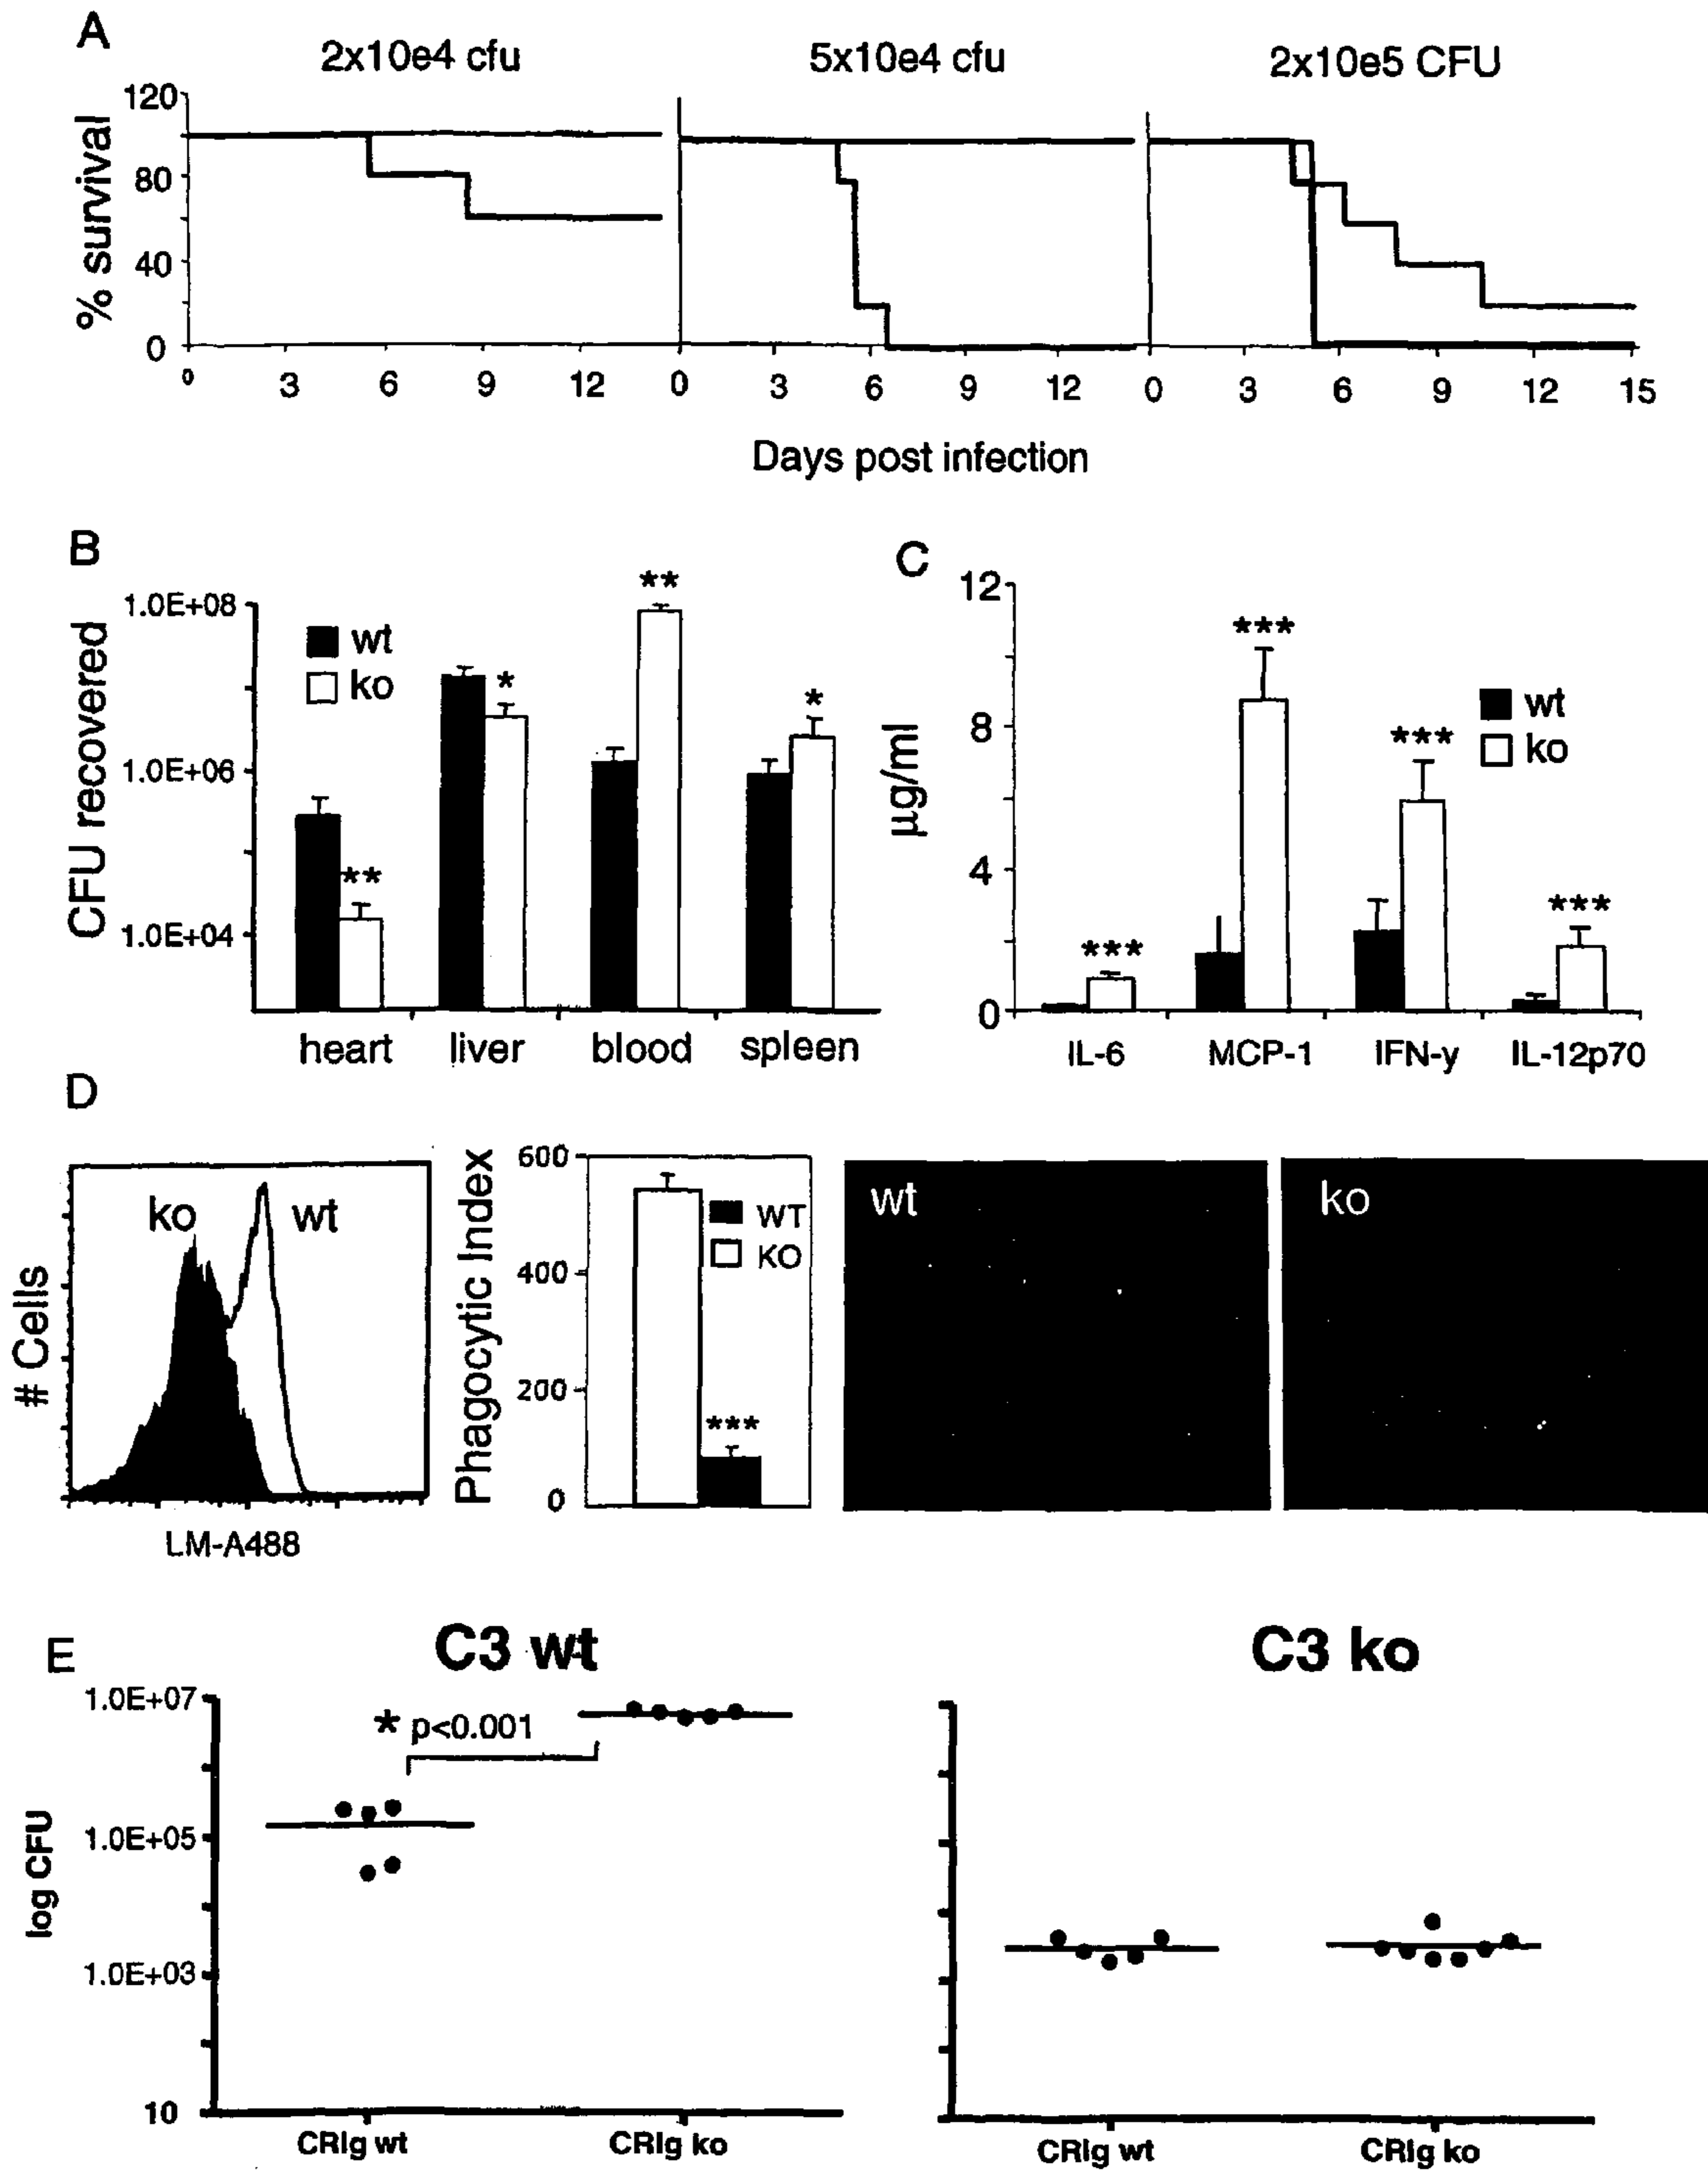 A
2x10e4 cfu 5x10e4 cfu 2x10e5 CFU
% survival
120
80
40
0
0 3 6 9 12 0 3 6 9 12 0 3 6 9 12 15
Days post infection
B
CFU recovered
1.0E+08
1.0E+06
1.0E+04
wt
ko
**
*
**
*
heart liver blood spleen
C
µg/ml
12
8
4
0
wt
ko
***
***
***
***
IL-6 MCP-1 IFN-y IL-12p70
D
# Cells
ko wt
LM-A488
Phagocytic Index
600
400
200
0
WT
KO
***
wt
ko
E
C3 wt
C3 ko
log CFU
1.0E+07
1.0E+05
1.0E+03
10
* p<0.001
CRIg wt CRIg ko
CRIg wt CRIg ko